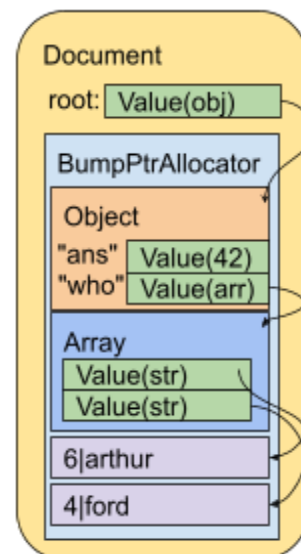 Document
root: Value(obj)
BumpPtrAllocator
Object
"ans" Value(42)
"who" Value(arr)
Array
Value(str)
Value(str)
6|arthur
4|ford